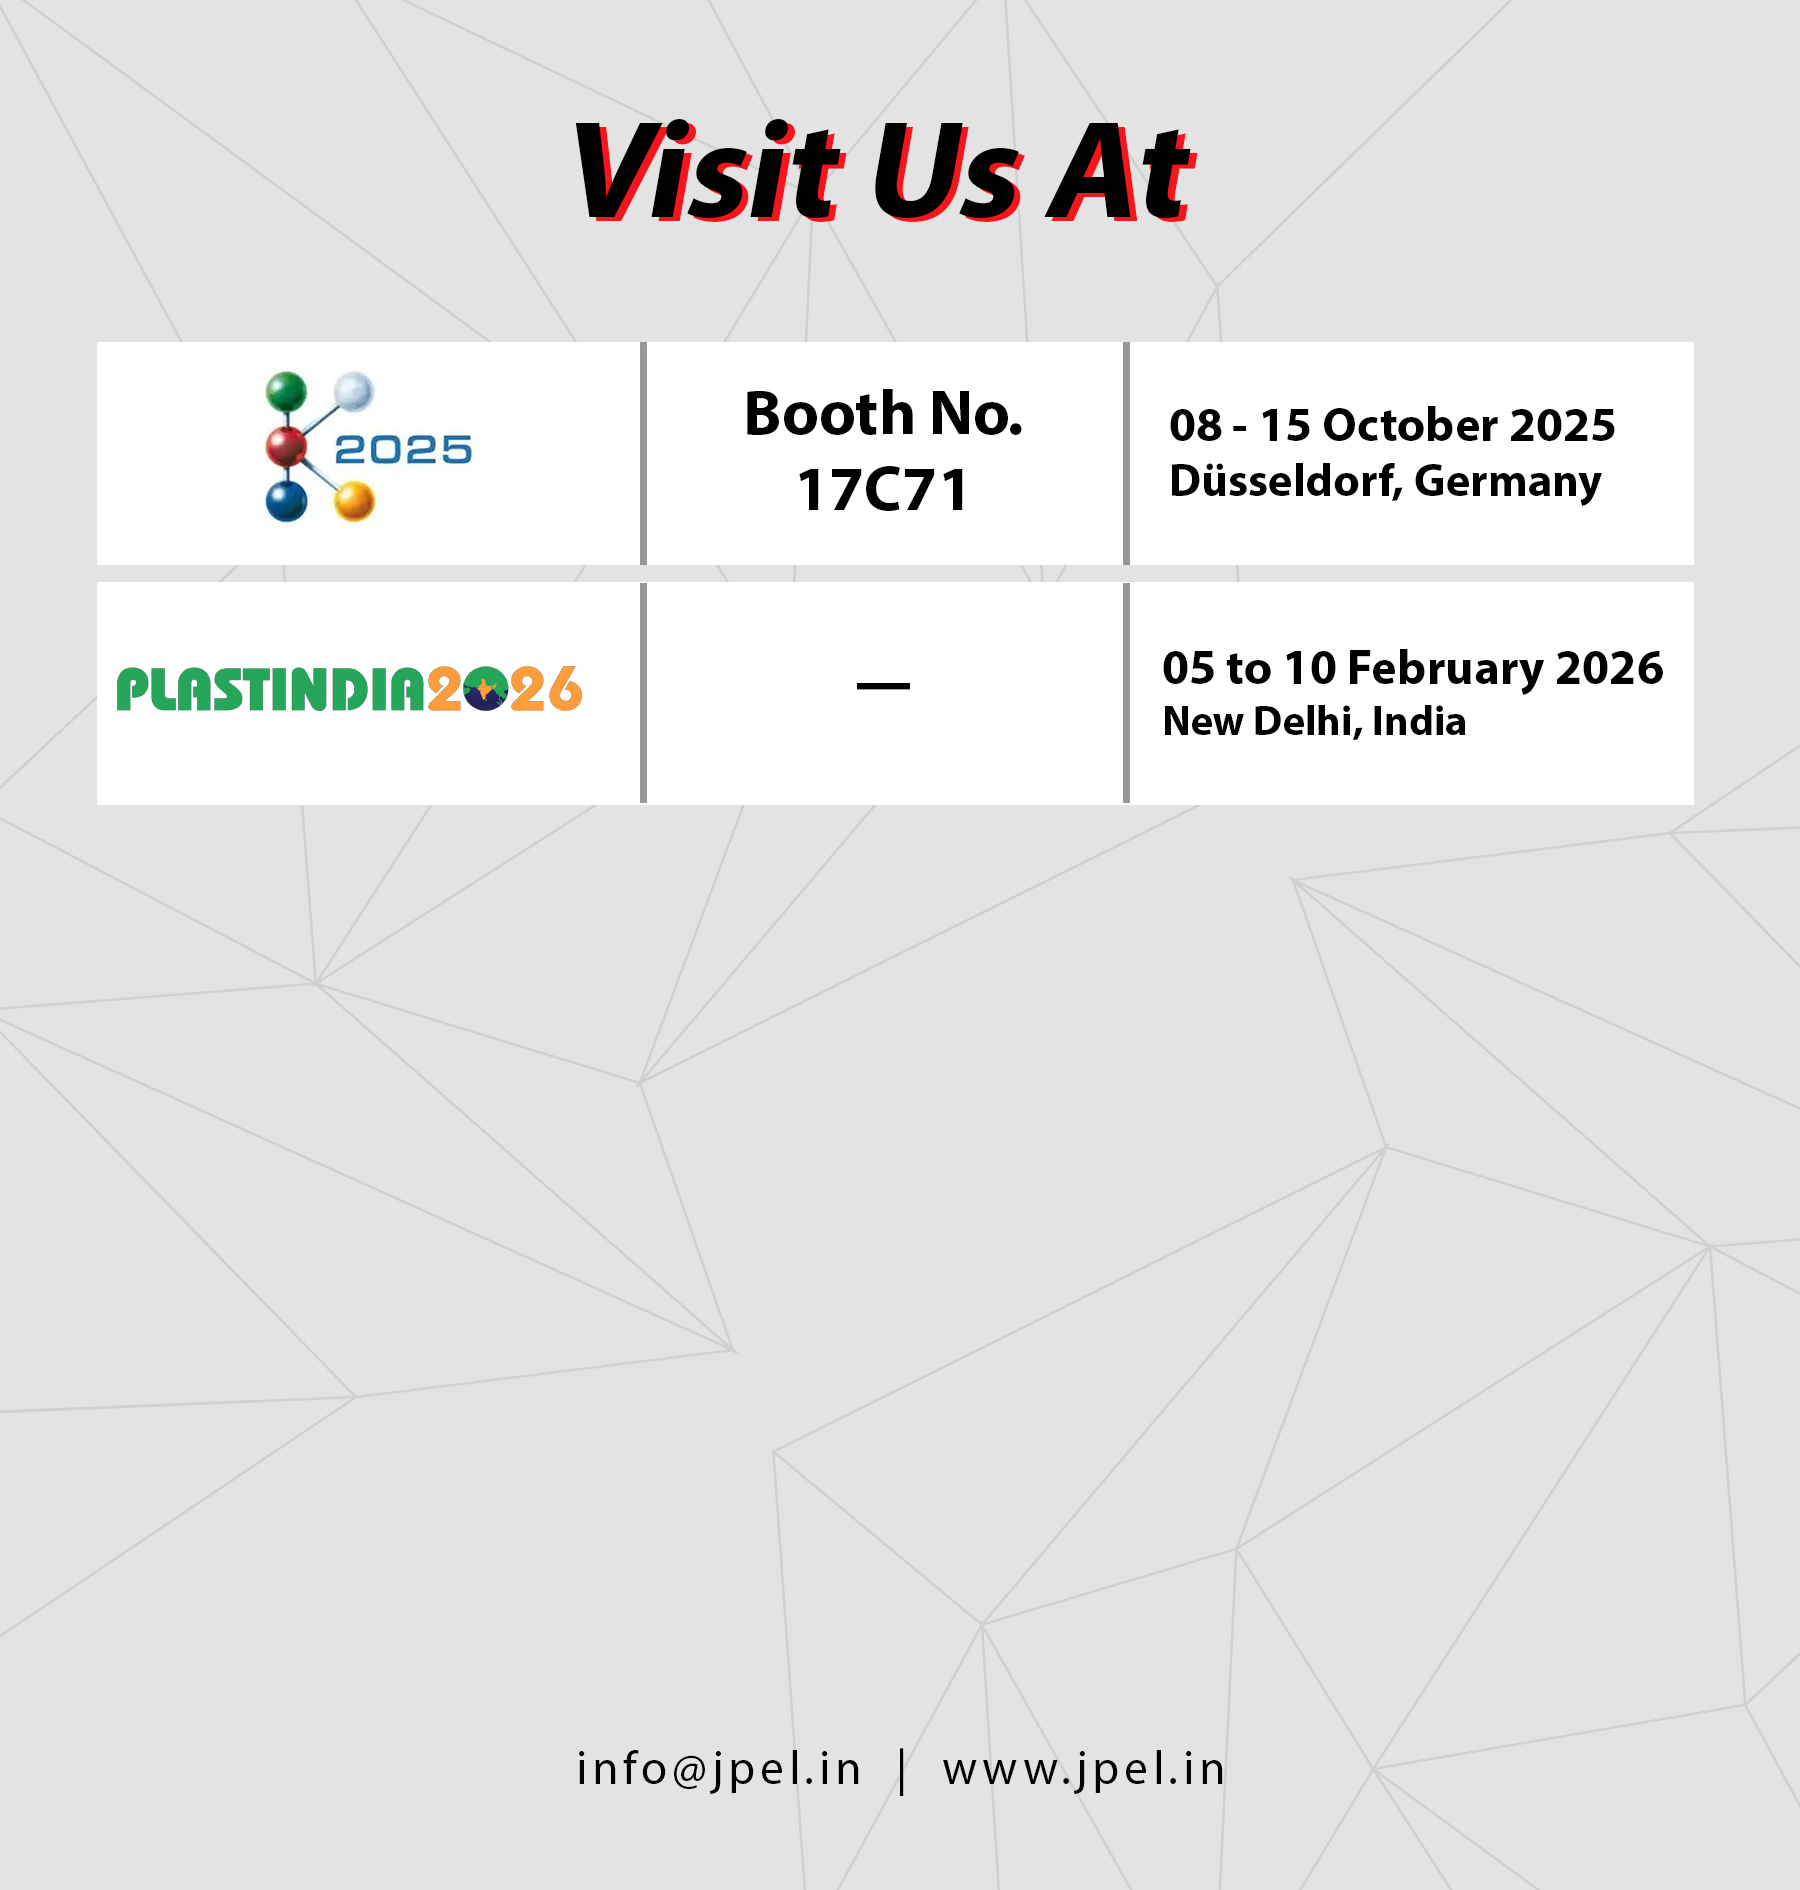 Visit Us At
2025
Booth No.
17C71
08 - 15 October 2025
Düsseldorf, Germany
PLASTINDIA2026
—
05 to 10 February 2026
New Delhi, India
info@jpel.in | www.jpel.in